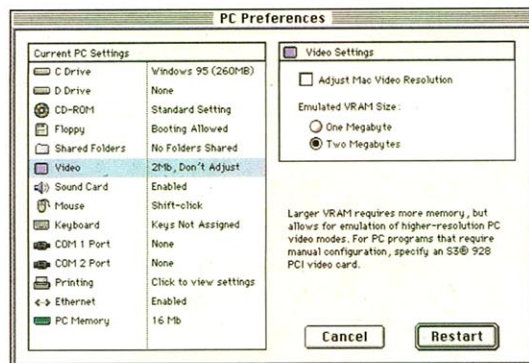 PC Preferences
Current PC Settings
C Drive Windows 95 (260MB)
D Drive None
CD-ROM Standard Setting
Floppy Booting Allowed
Shared Folders No Folders Shared
Video 2Mb, Don't Adjust
Sound Card Enabled
Mouse Shift-click
Keyboard Keys Not Assigned
COM 1 Port None
COM 2 Port None
Printing Click to view settings
Ethernet Enabled
PC Memory 16 Mb
Video Settings
Adjust Mac Video Resolution
Emulated VRAM Size:
One Megabyte
Two Megabytes
Larger VRAM requires more memory, but
allows for emulation of higher-resolution PC
video modes. For PC programs that require
manual configuration, specify an S3® 928
PCI video card.
Cancel Restart